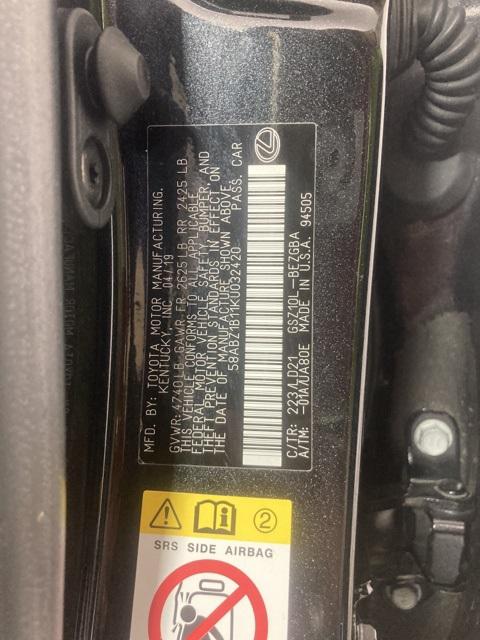 MFD. BY: TOYOTA MOTOR MANUFACTURING,
KENTUCKY, INC. 04/19
GVWR: 4740 LB GAWR FR 2625 LB RR 2425 LB
THIS VEHICLE CONFORMS TO ALL APPLICABLE
FEDERAL MOTOR VEHICLE SAFETY, BUMPER, AND
THEFT PREVENTION STANDARDS IN EFFECT ON
THE DATE OF MANUFACTURE SHOWN ABOVE.
58ABZ1B11KU032420 PASS. CAR
C/TR: 223/LD21 GSZ10L-BEZGBA
A/TM: -01A/UA80E MADE IN U.S.A. 94505
2
SRS SIDE AIRBAG